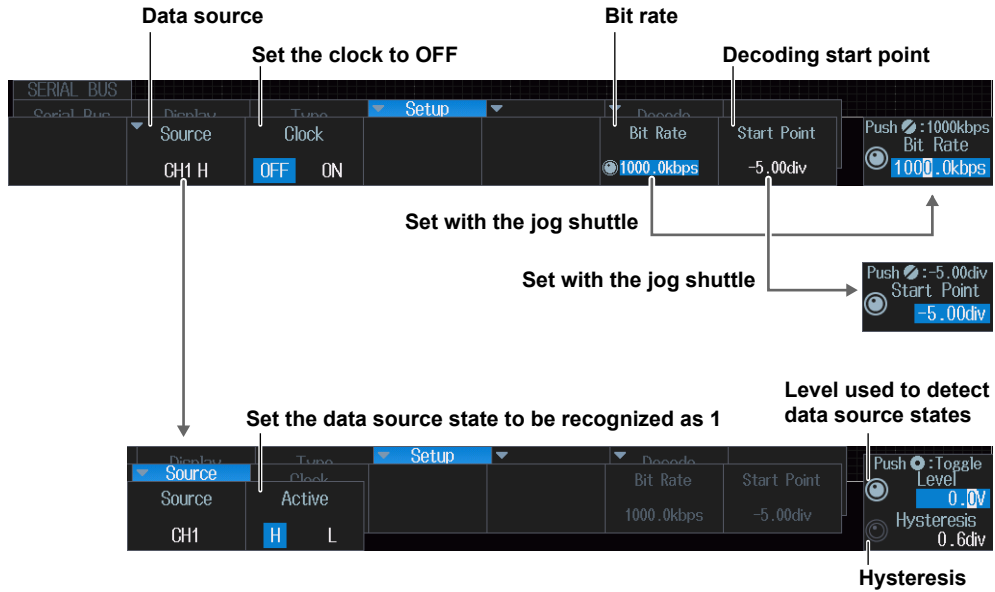 Data source
Bit rate
Set the clock to OFF
Decoding start point
SERIAL BUS
Serial Bus Display Type Setup Decode
Source Clock Bit Rate Start Point
CH1 H OFF ON 1000.0kbps -5.00div
Push :1000kbps
Bit Rate
1000.0kbps
Set with the jog shuttle
Set with the jog shuttle
Push :-5.00div
Start Point
-5.00div
Level used to detect
data source states
Set the data source state to be recognized as 1
Display Type Setup Decode
Source Clock
Source Active Bit Rate Start Point
CH1 H L 1000.0kbps -5.00div
Push :Toggle
Level
0.0V
Hysteresis
0.6div
Hysteresis